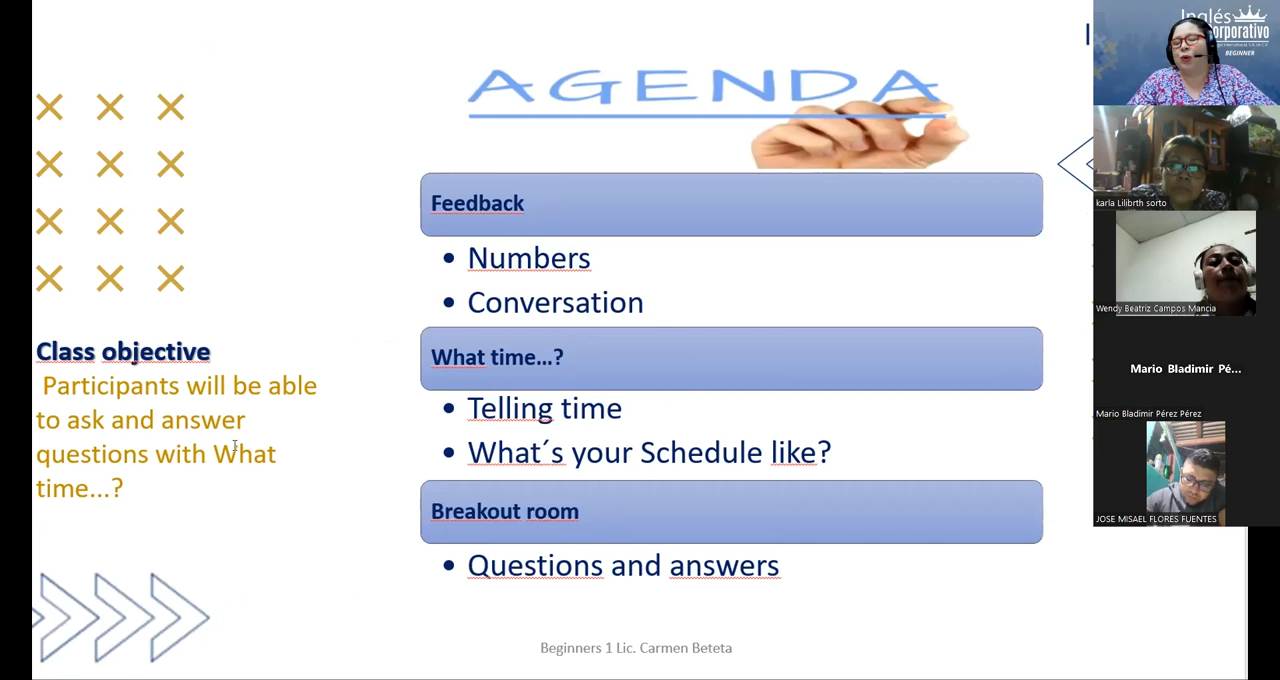 AGENDA
Feedback
• Numbers
• Conversation
What time...?
• Telling time
• What´s your Schedule like?
Breakout room
• Questions and answers
Class objective
Participants will be able
to ask and answer
questions with What
time...?
Beginners 1 Lic. Carmen Beteta
Inglés
BEGINNER
karla Lilibrth sorto
Wendy Beatriz Campos Mancia
Mario Bladimir Pé...
Mario Bladimir Pérez Pérez
JOSE MISAEL FLORES FUENTES